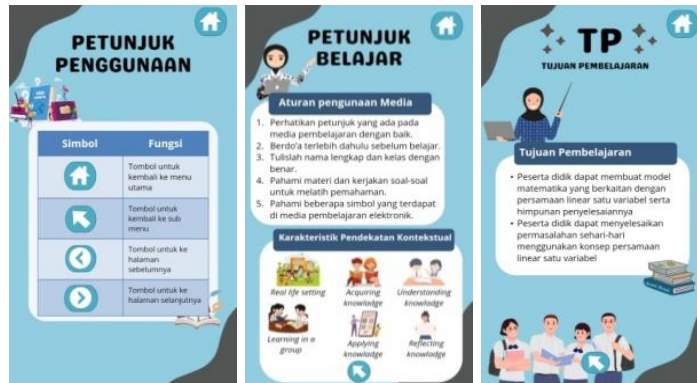 PETUNJUK
PENGGUNAAN
Simbol
Fungsi
Tombol untuk
kembali ke menu
utama
Tombol untuk
kembali ke sub
menu
Tombol untuk ke
halaman
sebelumnya
Tombol untuk ke
halaman selanjutnya
PETUNJUK
BELAJAR
Aturan pengunaan Media
1. Perhatikan petunjuk yang ada pada
media pembelajaran dengan baik.
2. Berdo'a terlebih dahulu sebelum belajar.
3. Tulislah nama lengkap dan kelas dengan
benar.
4. Pahami materi dan kerjakan soal-soal
untuk melatih pemahaman.
5. Pahami beberapa simbol yang terdapat
di media pembelajaran elektronik.
Karakteristik Pendekatan Kontekstual
Real life setting
Acquiring
knowladge
Understanding
knowladge
Learning in a
group
Applying
knowladge
Reflecting
knowladge
TP
TUJUAN PEMBELAJARAN
Tujuan Pembelajaran
• Peserta didik dapat membuat model
matematika yang berkaitan dengan
persamaan linear satu variabel serta
himpunan penyelesaiannya
• Peserta didik dapat menyelesaikan
permasalahan sehari-hari
menggunakan konsep persamaan
linear satu variabel